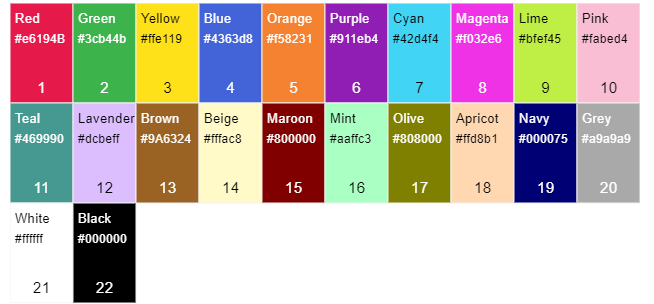 Red Green Yellow Blue Orange Purple Cyan Magenta Lime Pink
#e6194B #3cb44b #ffe119 #4363d8 #f58231 #911eb4 #42d4f4 #f032e6 #bfef45 #fabed4
1 2 3 4 5 6 7 8 9 10
Teal Lavender Brown Beige Maroon Mint Olive Apricot Navy Grey
#469990 #dcbeff #9A6324 #fffac8 #800000 #aaffc3 #808000 #ffd8b1 #000075 #a9a9a9
11 12 13 14 15 16 17 18 19 20
White Black
#ffffff #000000
21 22